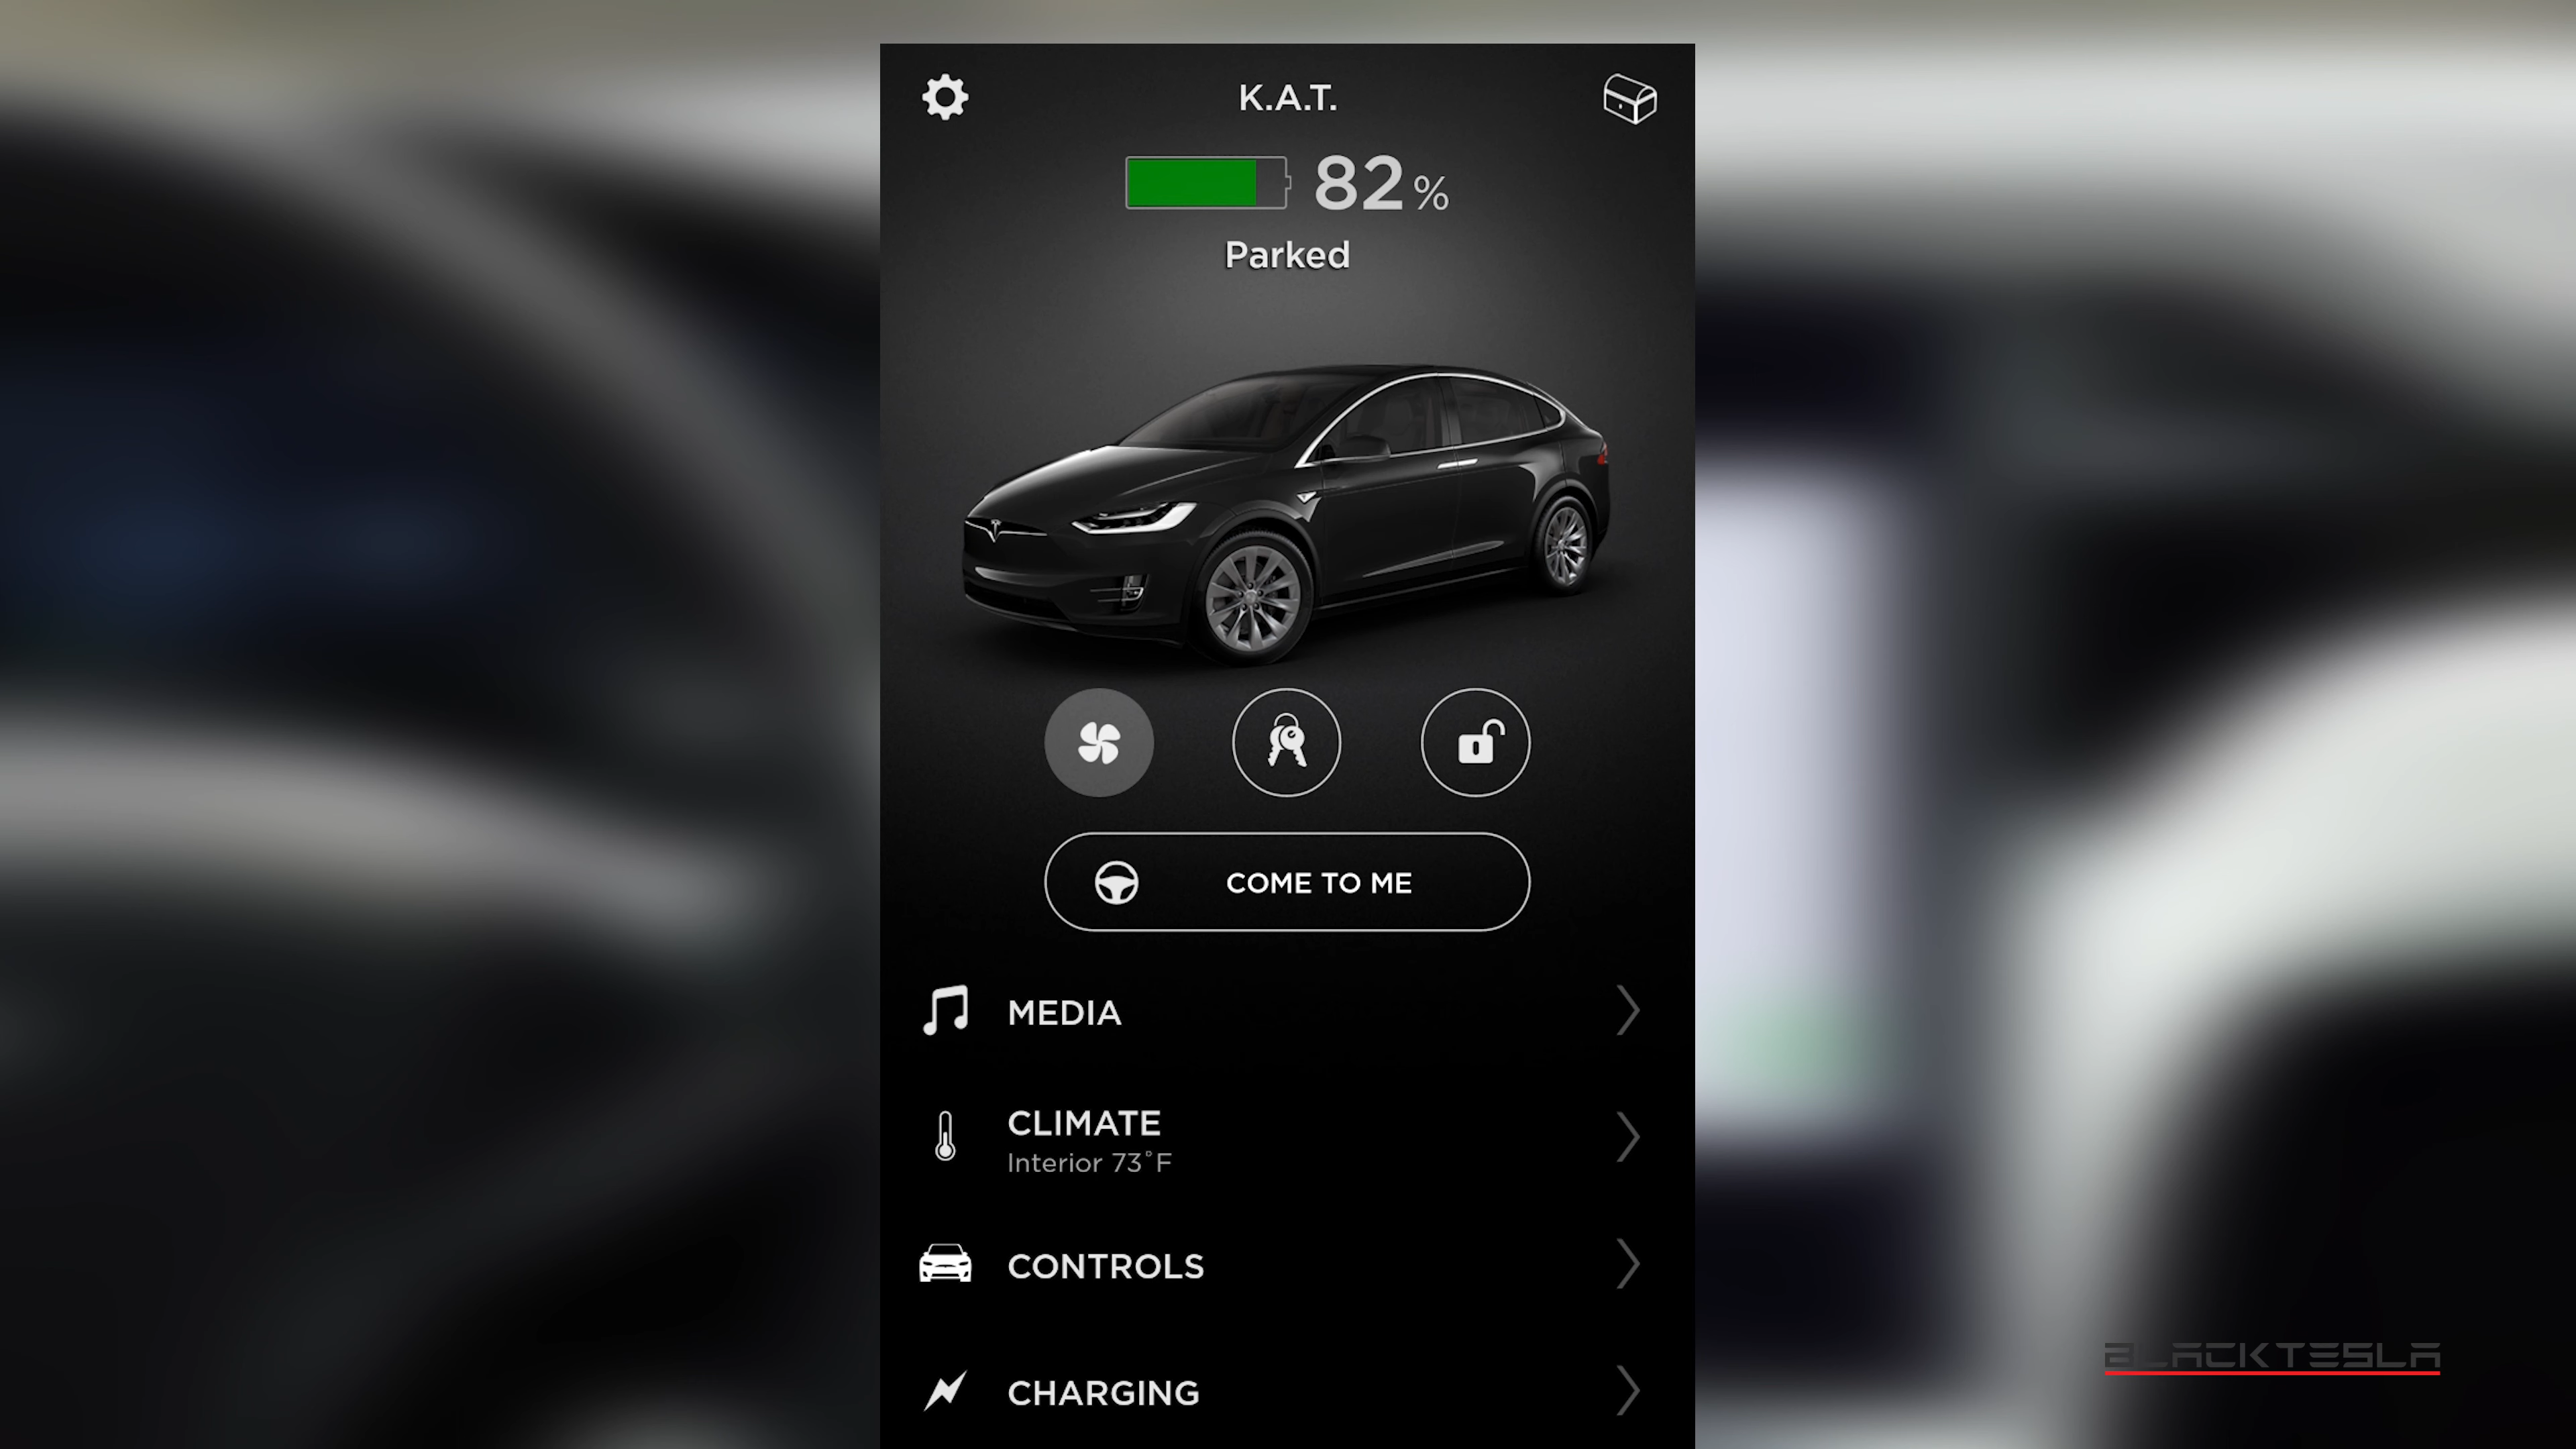 K.A.T.
82%
Parked
COME TO ME
MEDIA
CLIMATE
Interior 73°F
CONTROLS
CHARGING
BLACKTESLA